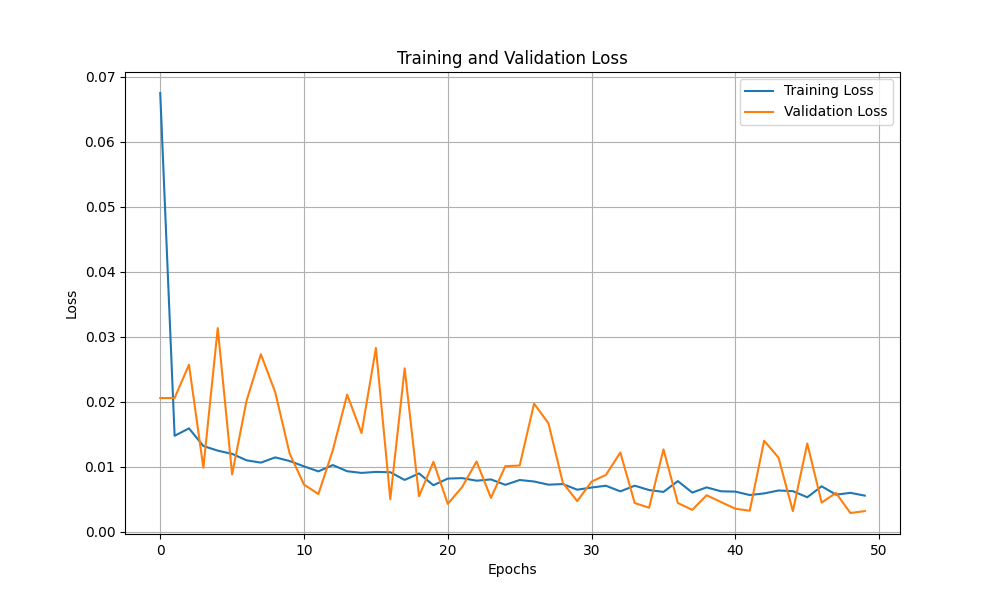 Training and Validation Loss
Training Loss
Validation Loss
0.07
0.06
0.05
0.04
0.03
0.02
0.01
0.00
Loss
0 10 20 30 40 50
Epochs